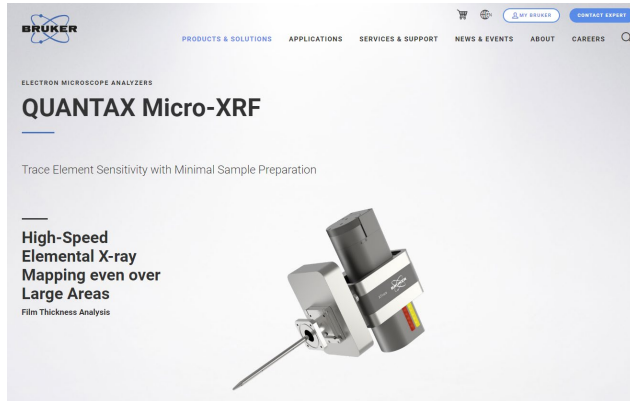 BRUKER
MY BRUKER
CONTACT EXPERT
PRODUCTS & SOLUTIONS
APPLICATIONS
SERVICES & SUPPORT
NEWS & EVENTS
ABOUT
CAREERS
ELECTRON MICROSCOPE ANALYZERS
QUANTAX Micro-XRF
Trace Element Sensitivity with Minimal Sample Preparation
High-Speed
Elemental X-ray
Mapping even over
Large Areas
Film Thickness Analysis
BRUKER